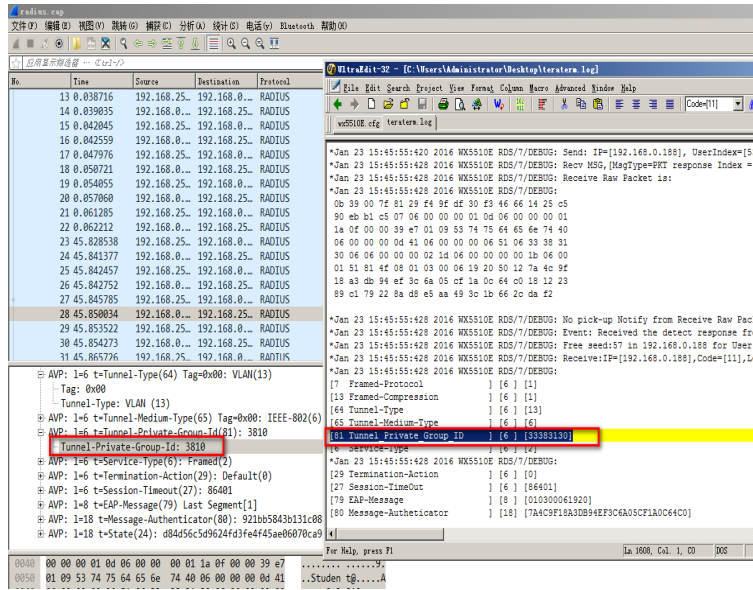 radius.cap
文件(F) 编辑(E) 视图(V) 跳转(G) 捕获(C) 分析(A) 统计(S) 电话(y) Bluetooth 帮助(H)
应用显示过滤器 … <Ctrl-/>
No. Time Source Destination Protocol
13 0.038716 192.168.25… 192.168.0.… RADIUS
14 0.039035 192.168.0.… 192.168.25… RADIUS
15 0.042045 192.168.25… 192.168.0.… RADIUS
16 0.042559 192.168.0.… 192.168.25… RADIUS
17 0.047976 192.168.25… 192.168.0.… RADIUS
18 0.050721 192.168.0.… 192.168.25… RADIUS
19 0.054055 192.168.25… 192.168.0.… RADIUS
20 0.057060 192.168.0.… 192.168.25… RADIUS
21 0.061285 192.168.25… 192.168.0.… RADIUS
22 0.062212 192.168.0.… 192.168.25… RADIUS
23 45.828538 192.168.25… 192.168.0.… RADIUS
24 45.841377 192.168.0.… 192.168.25… RADIUS
25 45.842457 192.168.25… 192.168.0.… RADIUS
26 45.842752 192.168.0.… 192.168.25… RADIUS
27 45.845785 192.168.25… 192.168.0.… RADIUS
28 45.850034 192.168.0.… 192.168.25… RADIUS
29 45.853522 192.168.25… 192.168.0.… RADIUS
30 45.854273 192.168.0.… 192.168.25… RADIUS
31 45.865726 192.168.25… 192.168.0.… RADIUS
AVP: l=6 t=Tunnel-Type(64) Tag=0x00: VLAN(13)
Tag: 0x00
Tunnel-Type: VLAN (13)
AVP: l=6 t=Tunnel-Medium-Type(65) Tag=0x00: IEEE-802(6)
AVP: l=6 t=Tunnel-Private-Group-Id(81): 3810
Tunnel-Private-Group-Id: 3810
AVP: l=6 t=Service-Type(6): Framed(2)
AVP: l=6 t=Termination-Action(29): Default(0)
AVP: l=6 t=Session-Timeout(27): 86401
AVP: l=8 t=EAP-Message(79) Last Segment[1]
AVP: l=18 t=Message-Authenticator(80): 921bb5843b131c08
AVP: l=18 t=State(24): d84d56c5d9624fd3fe4f45ae06070ca9
0040 00 00 00 01 0d 06 00 00 00 01 1a 0f 00 00 39 e7 ........ ......9.
0050 01 09 53 74 75 64 65 6e 74 40 06 00 00 00 0d 41 ..Studen t@.....A
UltraEdit-32 - [C:\Users\Administrator\Desktop\teraterm.log]
File Edit Search Project View Format Column Macro Advanced Window Help
Code=[11]
wx5510E.cfg teraterm.log
*Jan 23 15:45:55:420 2016 WX5510E RDS/7/DEBUG: Send: IP=[192.168.0.188], UserIndex=[5
*Jan 23 15:45:55:428 2016 WX5510E RDS/7/DEBUG: Recv MSG,[MsgType=PKT response Index =
*Jan 23 15:45:55:428 2016 WX5510E RDS/7/DEBUG: Receive Raw Packet is:
*Jan 23 15:45:55:428 2016 WX5510E RDS/7/DEBUG:
0b 39 00 7f 81 29 f4 9f df 30 f3 46 66 14 25 c5
90 eb b1 c5 07 06 00 00 00 01 0d 06 00 00 00 01
1a 0f 00 00 39 e7 01 09 53 74 75 64 65 6e 74 40
06 00 00 00 0d 41 06 00 00 00 06 51 06 33 38 31
30 06 06 00 00 00 02 1d 06 00 00 00 00 1b 06 00
01 51 81 4f 08 01 03 00 06 19 20 50 12 7a 4c 9f
18 a3 db 94 ef 3c 6a 05 cf 1a 0c 64 c0 18 12 23
89 c1 79 22 8a d8 e5 aa 49 3c 1b 66 2c da f2
*Jan 23 15:45:55:428 2016 WX5510E RDS/7/DEBUG: No pick-up Notify from Receive Raw Pac
*Jan 23 15:45:55:428 2016 WX5510E RDS/7/DEBUG: Event: Received the detect response fr
*Jan 23 15:45:55:428 2016 WX5510E RDS/7/DEBUG: Free seed:57 in 192.168.0.188 for User
*Jan 23 15:45:55:428 2016 WX5510E RDS/7/DEBUG: Receive:IP=[192.168.0.188],Code=[11],L
*Jan 23 15:45:55:428 2016 WX5510E RDS/7/DEBUG:
[7 Framed-Protocol ] [6 ] [1]
[13 Framed-Compression ] [6 ] [1]
[64 Tunnel-Type ] [6 ] [13]
[65 Tunnel-Medium-Type ] [6 ] [6]
[81 Tunnel_Private_Group_ID ] [6 ] [33383130]
[6 Service-Type ] [6 ] [2]
*Jan 23 15:45:55:428 2016 WX5510E RDS/7/DEBUG:
[29 Termination-Action ] [6 ] [0]
[27 Session-TimeOut ] [6 ] [86401]
[79 EAP-Message ] [8 ] [010300061920]
[80 Message-Autheticator ] [18] [7A4C9F18A3DB94EF3C6A05CF1A0C64C0]
For Help, press F1 Ln 1608, Col. 1, C0 DOS